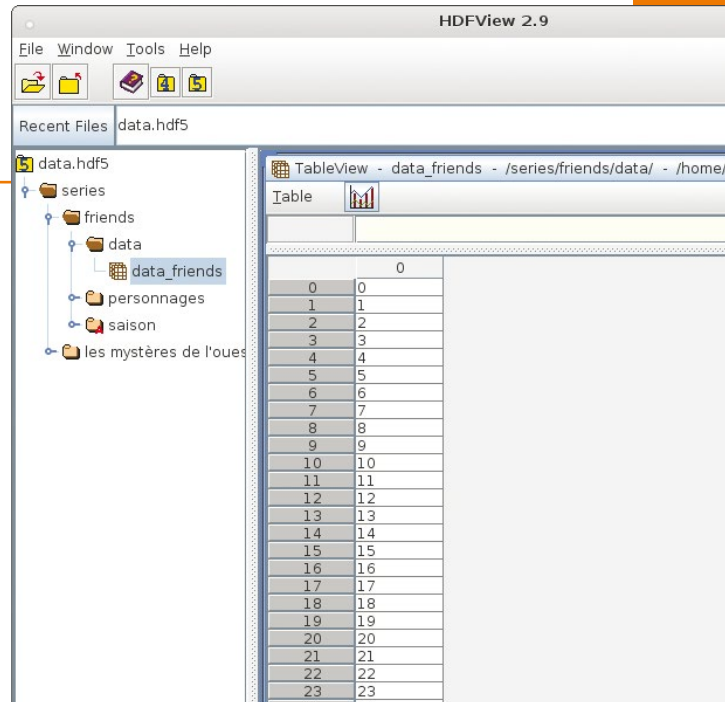 HDFView 2.9
File Window Tools Help
4 5
Recent Files data.hdf5
5 data.hdf5
series
friends
data
data_friends
personnages
saison
les mystères de l'oues
TableView - data_friends - /series/friends/data/ - /home/
Table
0
0 0
1 1
2 2
3 3
4 4
5 5
6 6
7 7
8 8
9 9
10 10
11 11
12 12
13 13
14 14
15 15
16 16
17 17
18 18
19 19
20 20
21 21
22 22
23 23